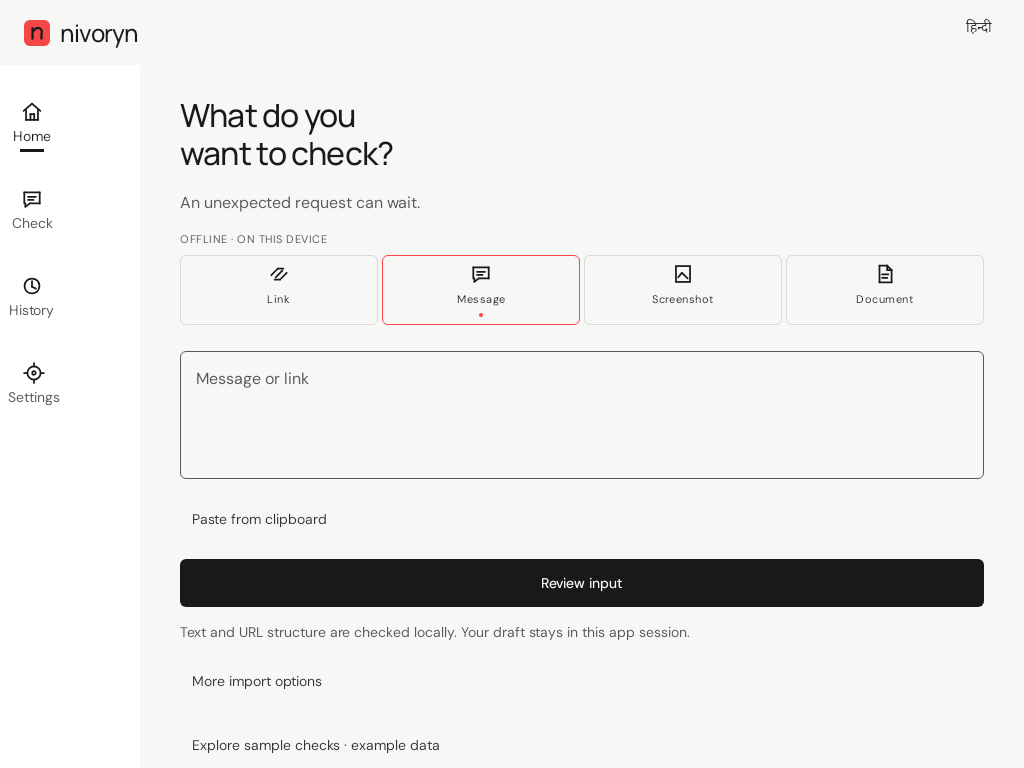 nivoryn
हिन्दी
Home
Check
History
Settings
What do you
want to check?
An unexpected request can wait.
OFFLINE · ON THIS DEVICE
Link
Message
Screenshot
Document
Message or link
Paste from clipboard
Review input
Text and URL structure are checked locally. Your draft stays in this app session.
More import options
Explore sample checks · example data